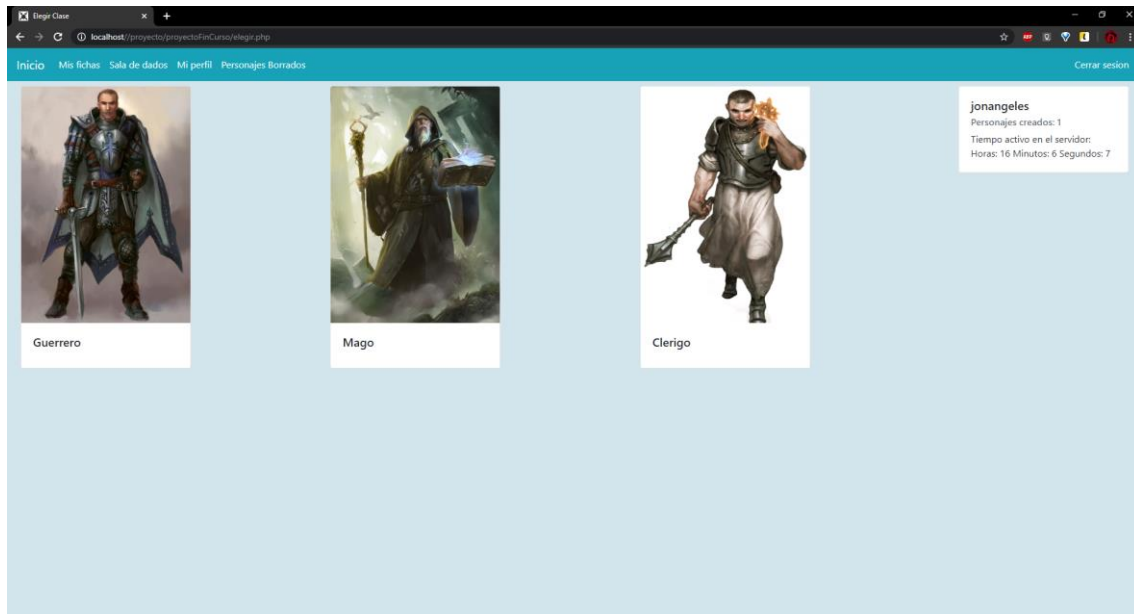 Elegir Clase
localhost//proyecto/proyectoFinCurso/elegir.php
Inicio Mis fichas Sala de dados Mi perfil Personajes Borrados Cerrar sesion
Guerrero
Mago
Clerigo
jonangeles
Personajes creados: 1
Tiempo activo en el servidor:
Horas: 16 Minutos: 6 Segundos: 7